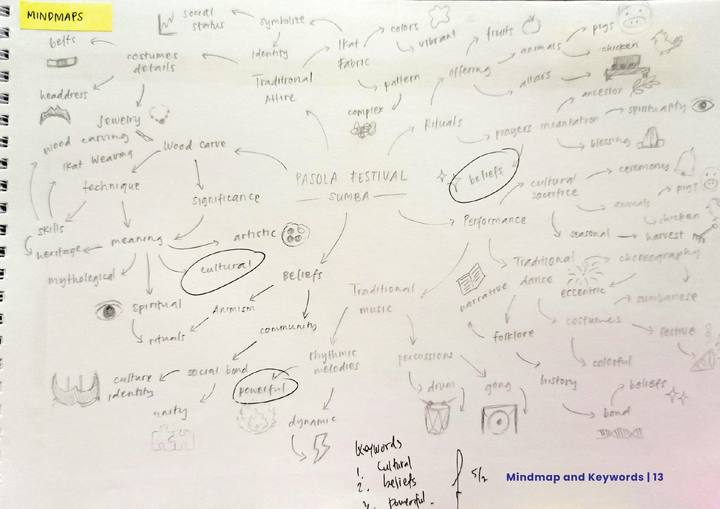 MINDMAPS
social status
symbolize
colors
fruits
pigs
belts
costumes details
identity
Ikat Fabric
vibrant
animals
chicken
offering
headdress
Traditional Attire
pattern
altars
ancestor
jewelry
complex
Rituals
prayers
incantation
spirituality
wood carving
Ikat weaving
Wood carve
blessing
technique
PASOLA FESTIVAL
SUMBA
beliefs
cultural sacrifice
ceremony
significance
animals
pigs
skills
Performance
chicken
heritage
meaning
artistic
seasonal
harvest
cultural
Beliefs
Traditional dance
choreography
mythological
Traditional music
narrative
eccentric
sumbanese
spiritual
Animism
rituals
community
folklore
costumes
festive
rhythmic melodies
percussions
colorful
culture identity
social bond
powerful
drum
gong
history
beliefs
unity
dynamic
bond
keywords
1. Cultural
2. beliefs
3. powerful.
5/2
Mindmap and Keywords | 13